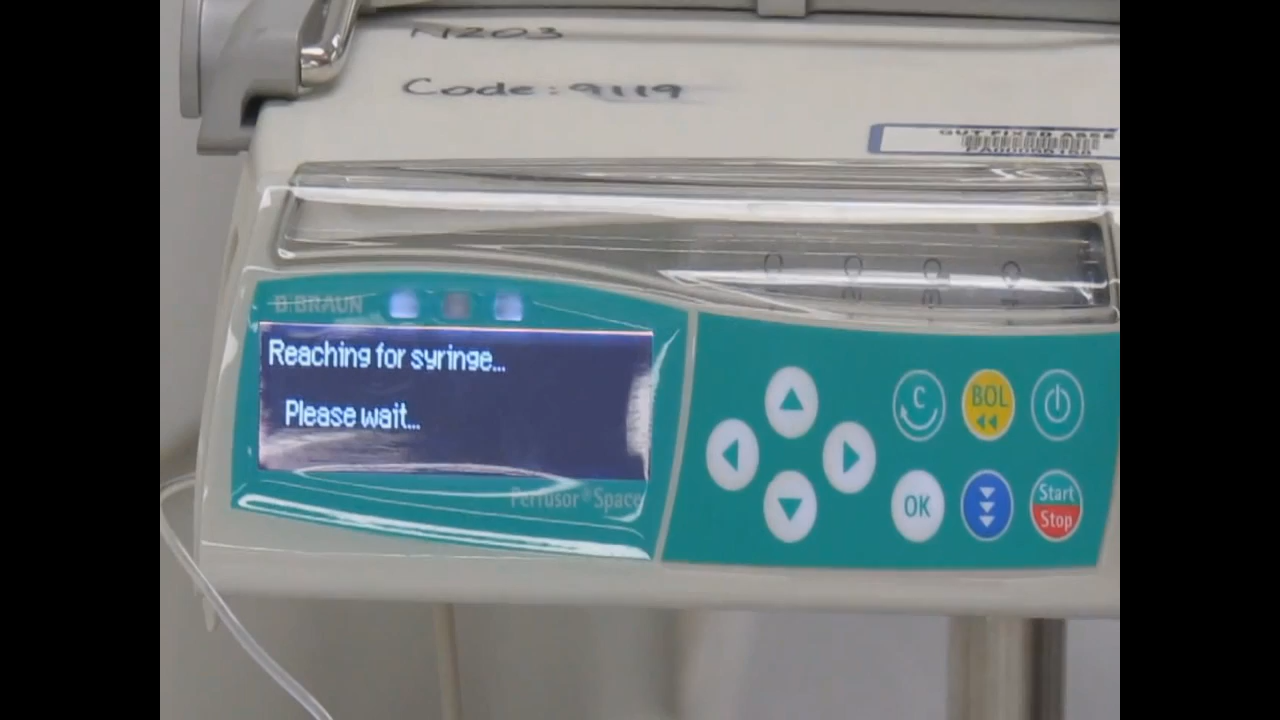 N203
Code: 9119
B|BRAUN
Reaching for syringe...
Please wait...
Perfusor® Space
C
BOL
OK
Start
Stop